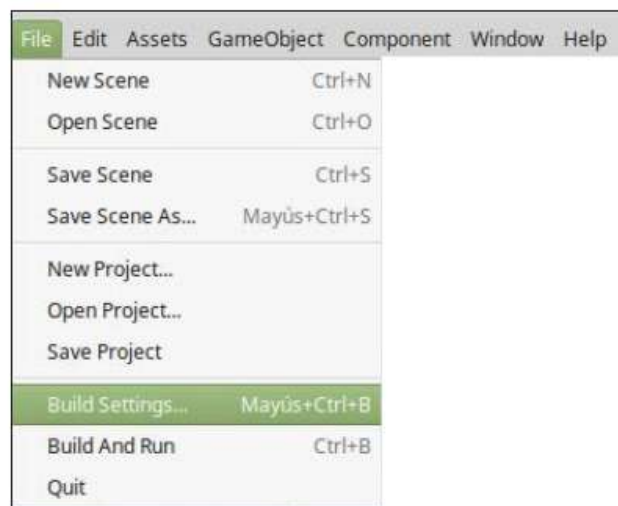 File Edit Assets GameObject Component Window Help
New Scene Ctrl+N
Open Scene Ctrl+O
Save Scene Ctrl+S
Save Scene As... Mayús+Ctrl+S
New Project...
Open Project...
Save Project
Build Settings... Mayús+Ctrl+B
Build And Run Ctrl+B
Quit